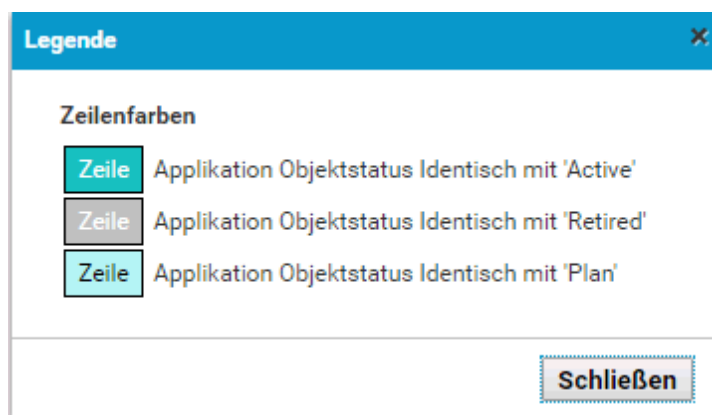 Legende
Zeilenfarben
Zeile Applikation Objektstatus Identisch mit 'Active'
Zeile Applikation Objektstatus Identisch mit 'Retired'
Zeile Applikation Objektstatus Identisch mit 'Plan'
Schließen